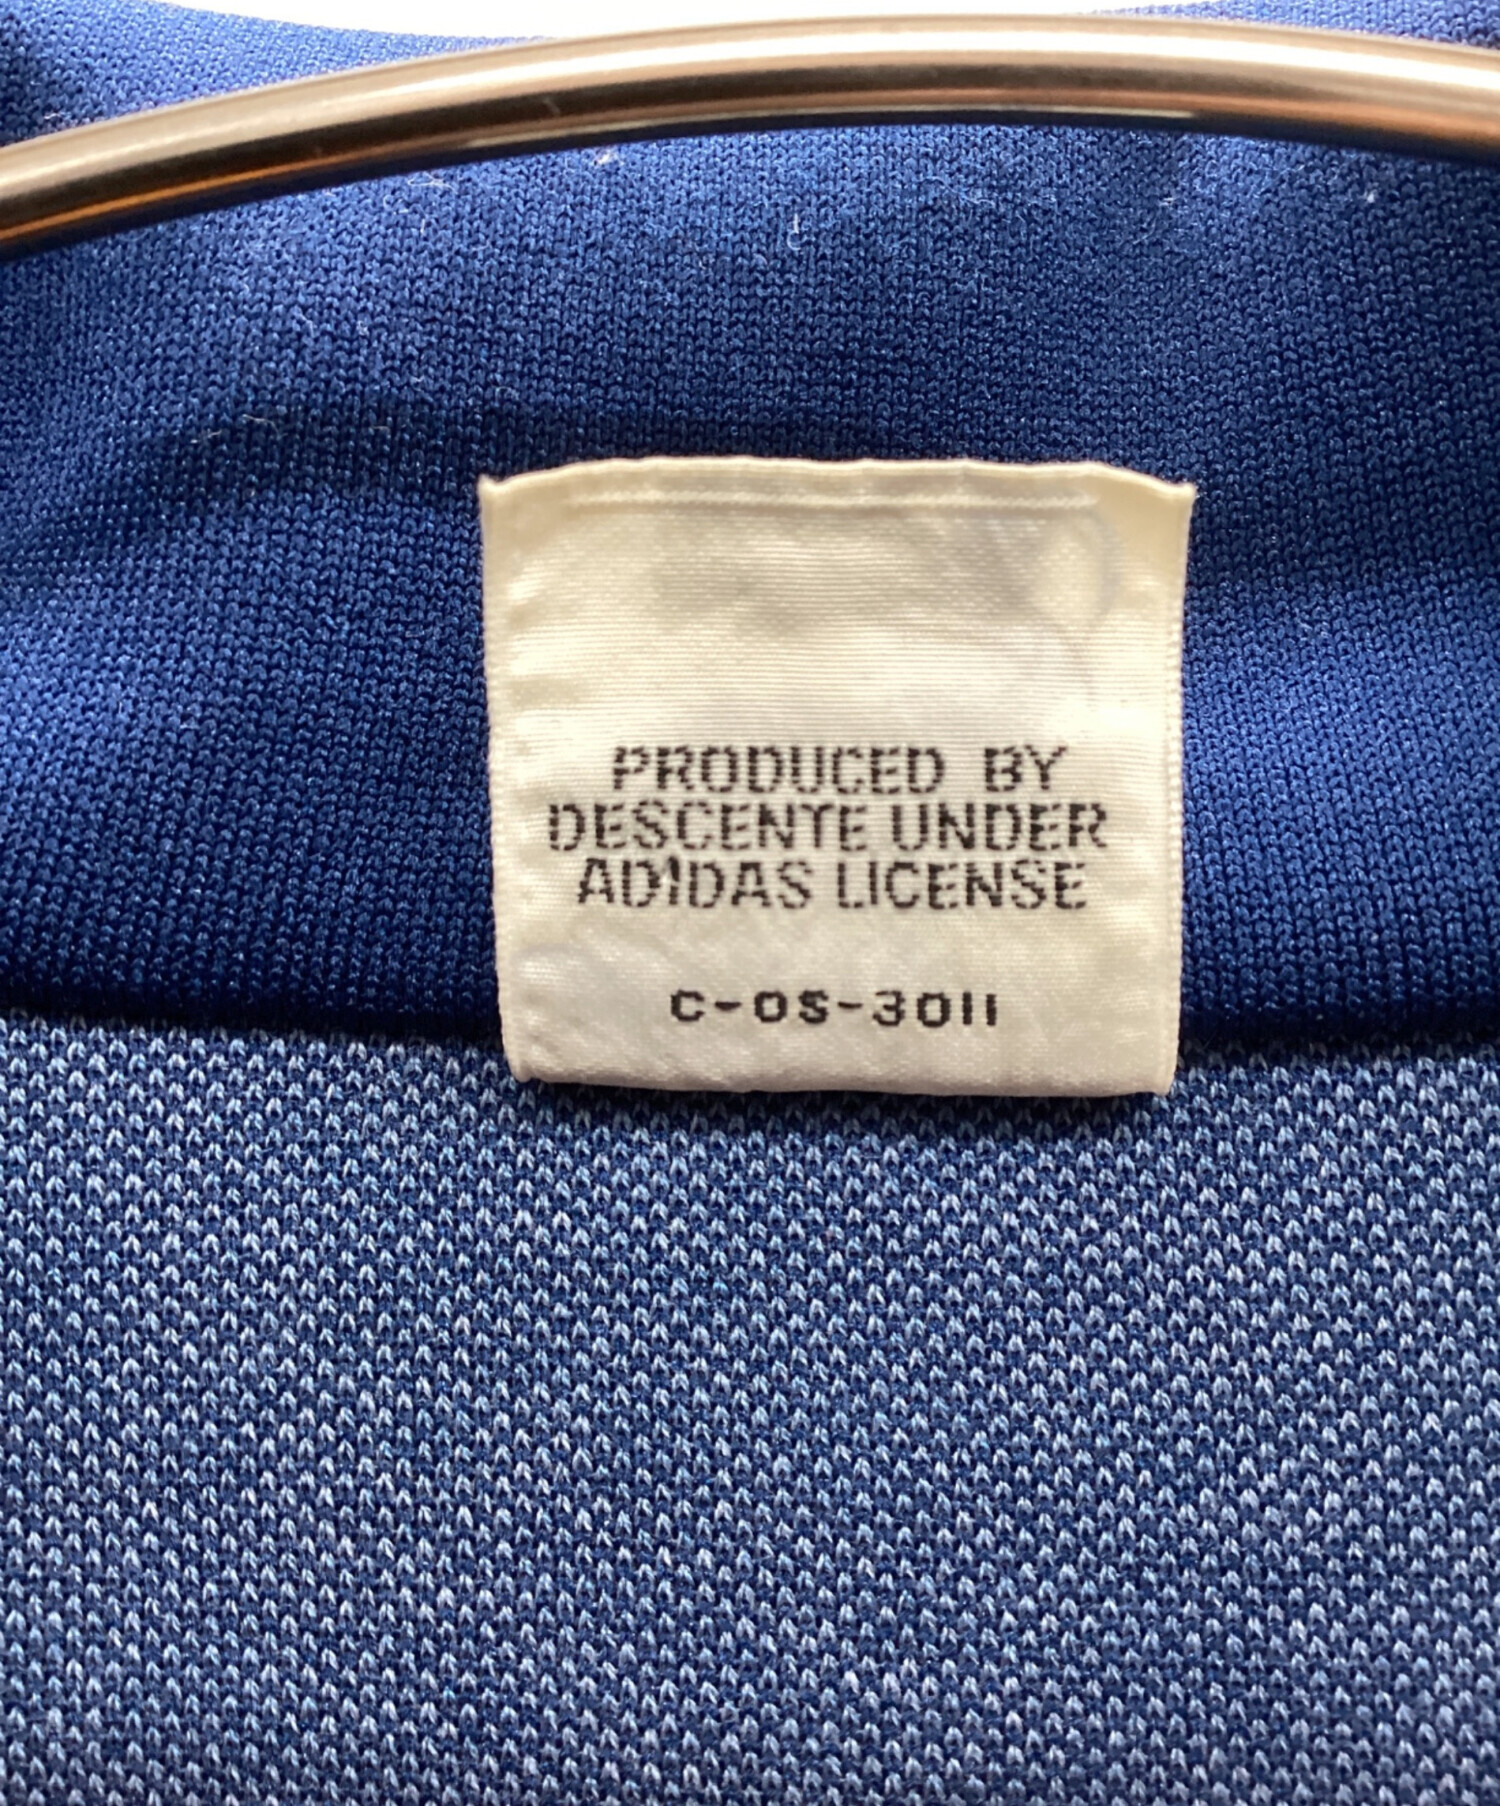 PRODUCED BY
DESCENTE UNDER
ADIDAS LICENSE
C-OS-3011